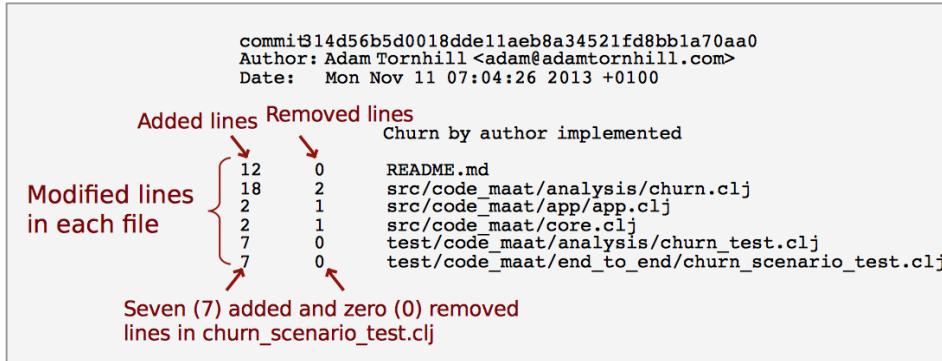 commit314d56b5d0018dde11aeb8a34521fd8bb1a70aa0
Author: Adam Tornhill <adam@adamtornhill.com>
Date: Mon Nov 11 07:04:26 2013 +0100
Added lines Removed lines
Churn by author implemented
12 0 README.md
18 2 src/code_maat/analysis/churn.clj
Modified lines
in each file
2 1 src/code_maat/app/app.clj
2 1 src/code_maat/core.clj
7 0 test/code_maat/analysis/churn_test.clj
7 0 test/code_maat/end_to_end/churn_scenario_test.clj
Seven (7) added and zero (0) removed
lines in churn_scenario_test.clj